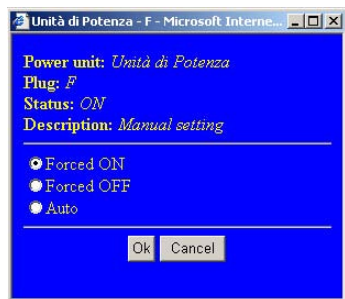 Unità di Potenza - F - Microsoft Interne...
Power unit: Unità di Potenza
Plug: F
Status: ON
Description: Manual setting
Forced ON
Forced OFF
Auto
Ok Cancel